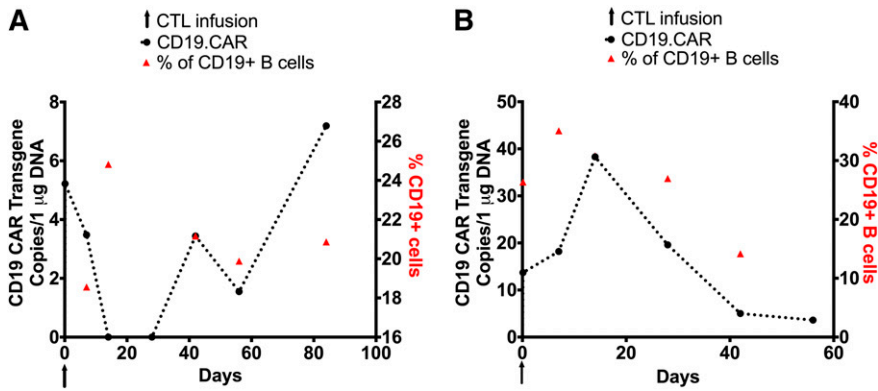 A
CTL infusion
CD19.CAR
% of CD19+ B cells
CD19 CAR Transgene
Copies/1 µg DNA
8
6
4
2
0
28
26
24
22
20
18
16
% CD19+ cells
0 20 40 60 80 100
Days
B
CTL infusion
CD19.CAR
% of CD19+ B cells
CD19 CAR Transgene
Copies/1 µg DNA
50
40
30
20
10
0
40
30
20
10
0
% CD19+ B cells
0 20 40 60
Days